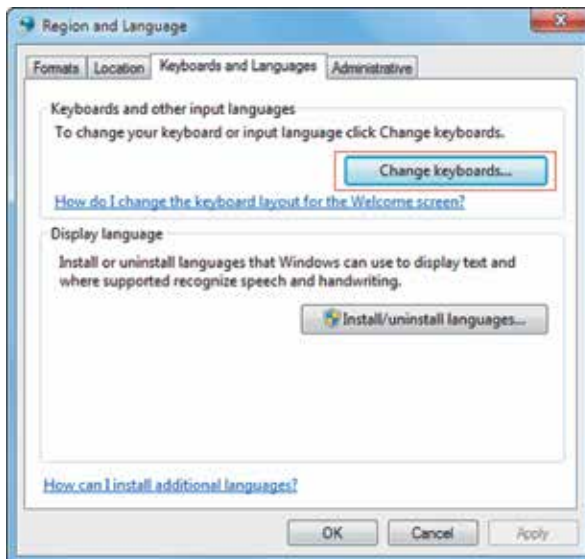 Region and Language
Formats Location Keyboards and Languages Administrative
Keyboards and other input languages
To change your keyboard or input language click Change keyboards.
Change keyboards...
How do I change the keyboard layout for the Welcome screen?
Display language
Install or uninstall languages that Windows can use to display text and
where supported recognize speech and handwriting.
Install/uninstall languages...
How can I install additional languages?
OK Cancel Apply